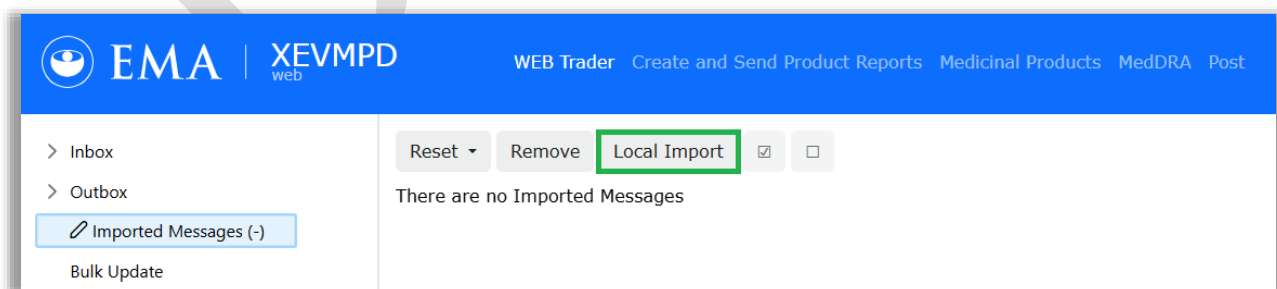 EMA | XEVMPD
web
WEB Trader Create and Send Product Reports Medicinal Products MedDRA Post
Inbox
Outbox
Imported Messages (-)
Bulk Update
Reset Remove Local Import
There are no Imported Messages